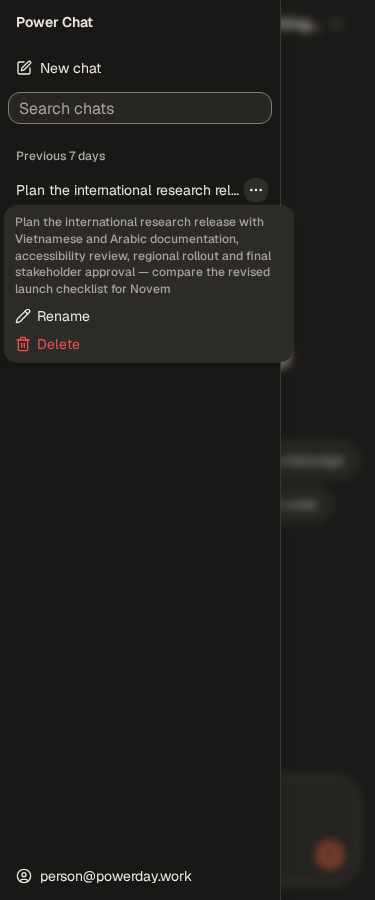 Power Chat
New chat
Search chats
Previous 7 days
Plan the international research rel...
Plan the international research release with
Vietnamese and Arabic documentation,
accessibility review, regional rollout and final
stakeholder approval — compare the revised
launch checklist for Novem
Rename
Delete
person@powerday.work